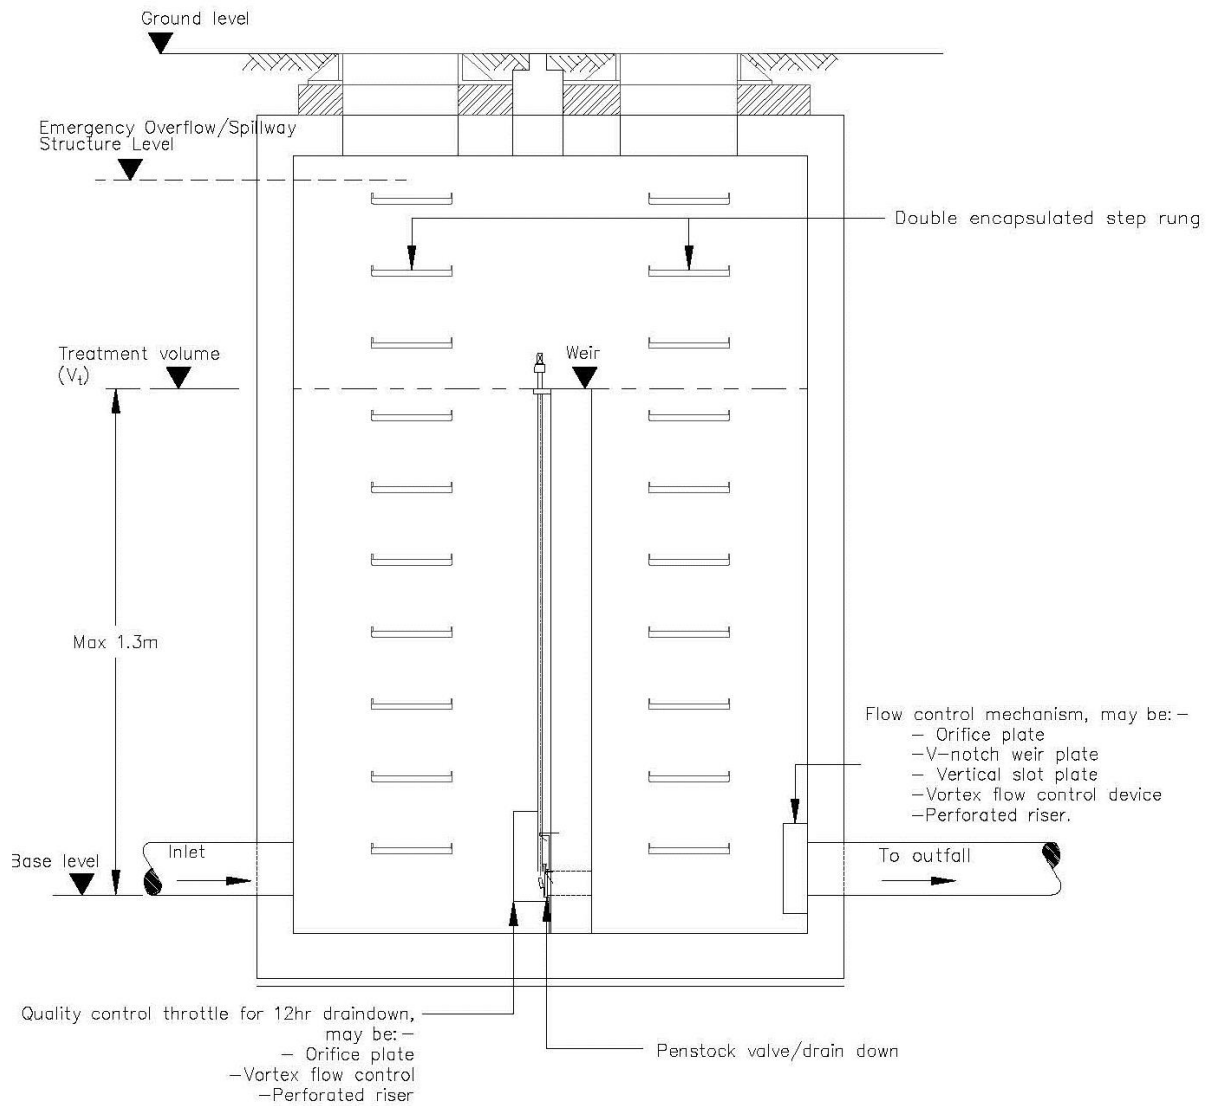 Ground level
Emergency Overflow/Spillway
Structure Level
Double encapsulated step rung
Treatment volume
(Vt)
Weir
Max 1.3m
Flow control mechanism, may be:-
- Orifice plate
-V-notch weir plate
- Vertical slot plate
-Vortex flow control device
-Perforated riser.
Base level
Inlet
To outfall
Quality control throttle for 12hr draindown,
may be:-
- Orifice plate
-Vortex flow control
-Perforated riser
Penstock valve/drain down